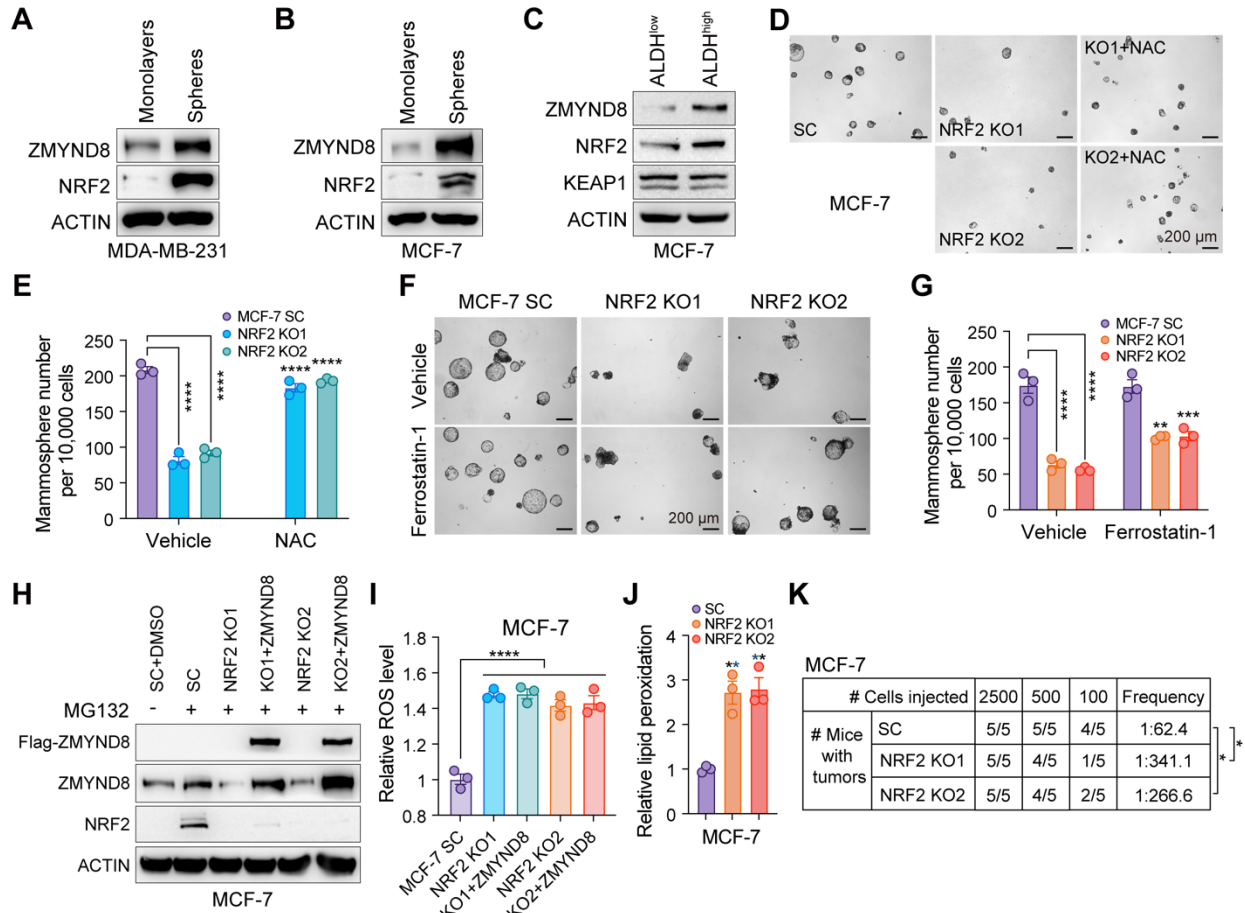 A
Monolayers
Spheres
ZMYND8
NRF2
ACTIN
MDA-MB-231
B
Monolayers
Spheres
ZMYND8
NRF2
ACTIN
MCF-7
C
ALDHlow
ALDHhigh
ZMYND8
NRF2
KEAP1
ACTIN
MCF-7
D
SC
NRF2 KO1
KO1+NAC
MCF-7
NRF2 KO2
KO2+NAC
200 µm
E
MCF-7 SC
NRF2 KO1
NRF2 KO2
Mammosphere number
per 10,000 cells
250
200
150
100
50
0
****
****
****
****
Vehicle
NAC
F
MCF-7 SC
NRF2 KO1
NRF2 KO2
Vehicle
Ferrostatin-1
200 µm
G
MCF-7 SC
NRF2 KO1
NRF2 KO2
Mammosphere number
per 10,000 cells
250
200
150
100
50
0
****
****
**
***
Vehicle
Ferrostatin-1
H
SC+DMSO
SC
NRF2 KO1
KO1+ZMYND8
NRF2 KO2
KO2+ZMYND8
MG132 - + + + + +
Flag-ZMYND8
ZMYND8
NRF2
ACTIN
MCF-7
I
MCF-7
Relative ROS level
1.6
1.4
1.2
1
0.8
****
MCF-7 SC
NRF2 KO1
KO1+ZMYND8
NRF2 KO2
KO2+ZMYND8
J
SC
NRF2 KO1
NRF2 KO2
Relative lipid peroxidation
4
3
2
1
0
**
**
MCF-7
K
MCF-7
# Cells injected 2500 500 100 Frequency
# Mice with tumors
SC 5/5 5/5 4/5 1:62.4
NRF2 KO1 5/5 4/5 1/5 1:341.1
NRF2 KO2 5/5 4/5 2/5 1:266.6
*
*